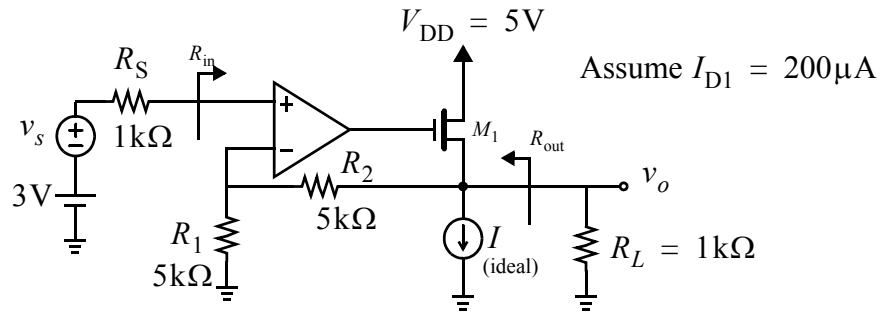 V_DD = 5V
Assume I_D1 = 200µA
R_S
R_in
1kΩ
v_s
+
−
3V
+
−
M_1
R_out
v_o
R_2
5kΩ
R_1
5kΩ
I
(ideal)
R_L = 1kΩ